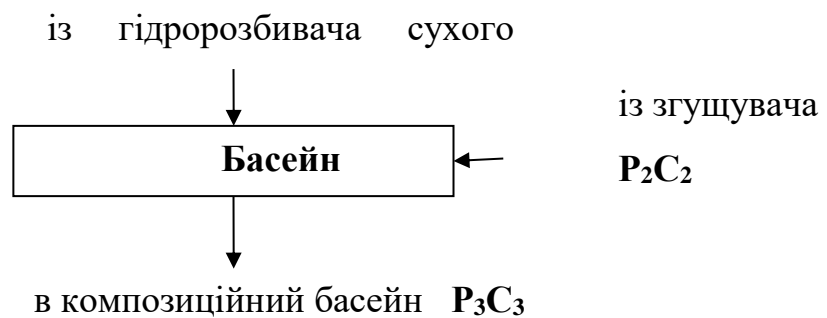 із гідророзбивача сухого
із згущувача
Басейн
P₂C₂
в композиційний басейн P₃C₃